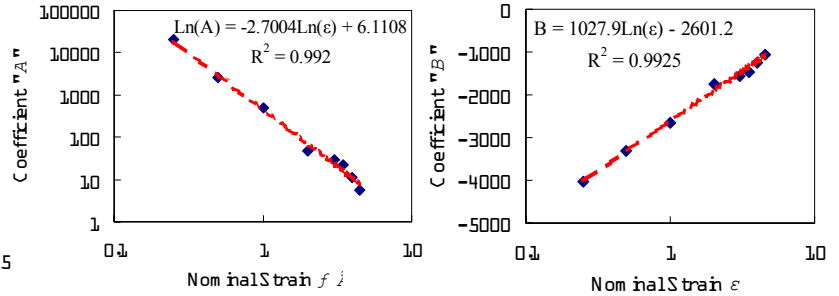 Ln(A) = -2.7004Ln(ε) + 6.1108
R² = 0.992
100000
10000
1000
100
10
1
0.1 1 10
Coefficient "A"
Nominal Strain
5
B = 1027.9Ln(ε) - 2601.2
R² = 0.9925
0
-1000
-2000
-3000
-4000
-5000
0.1 1 10
Coefficient "B"
Nominal Strain ε